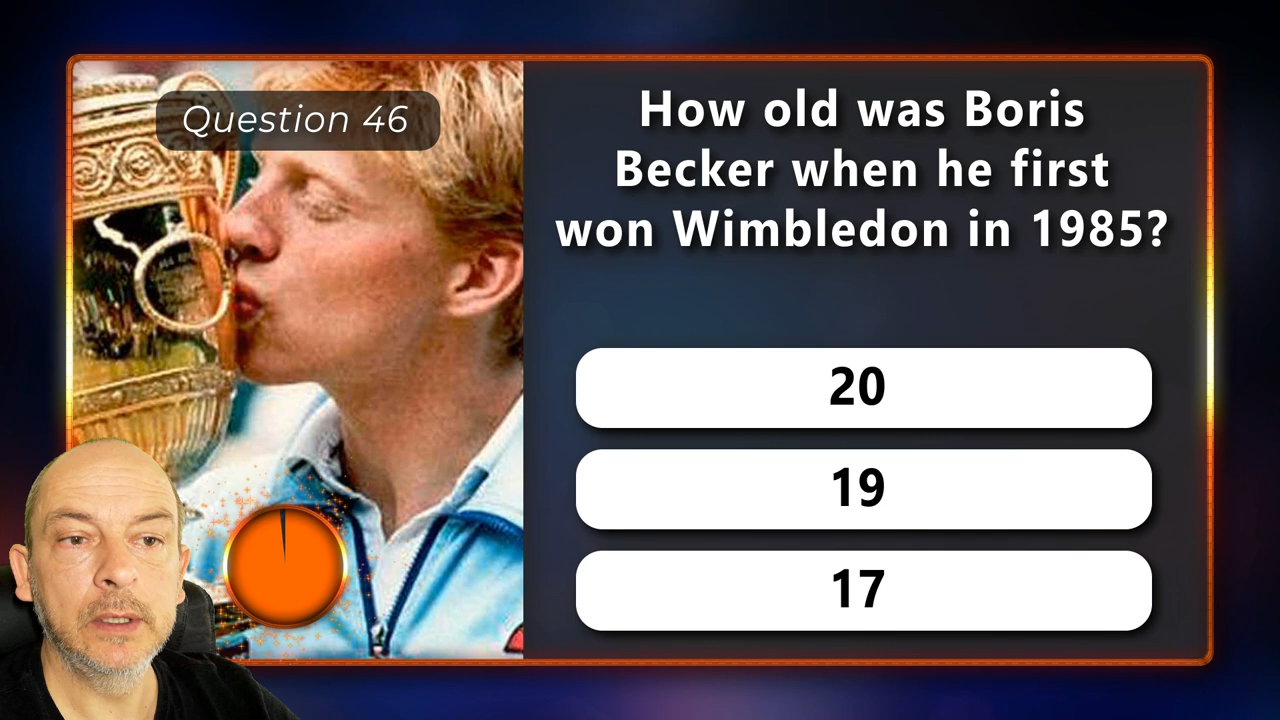 Question 46
How old was Boris
Becker when he first
won Wimbledon in 1985?
20
19
17